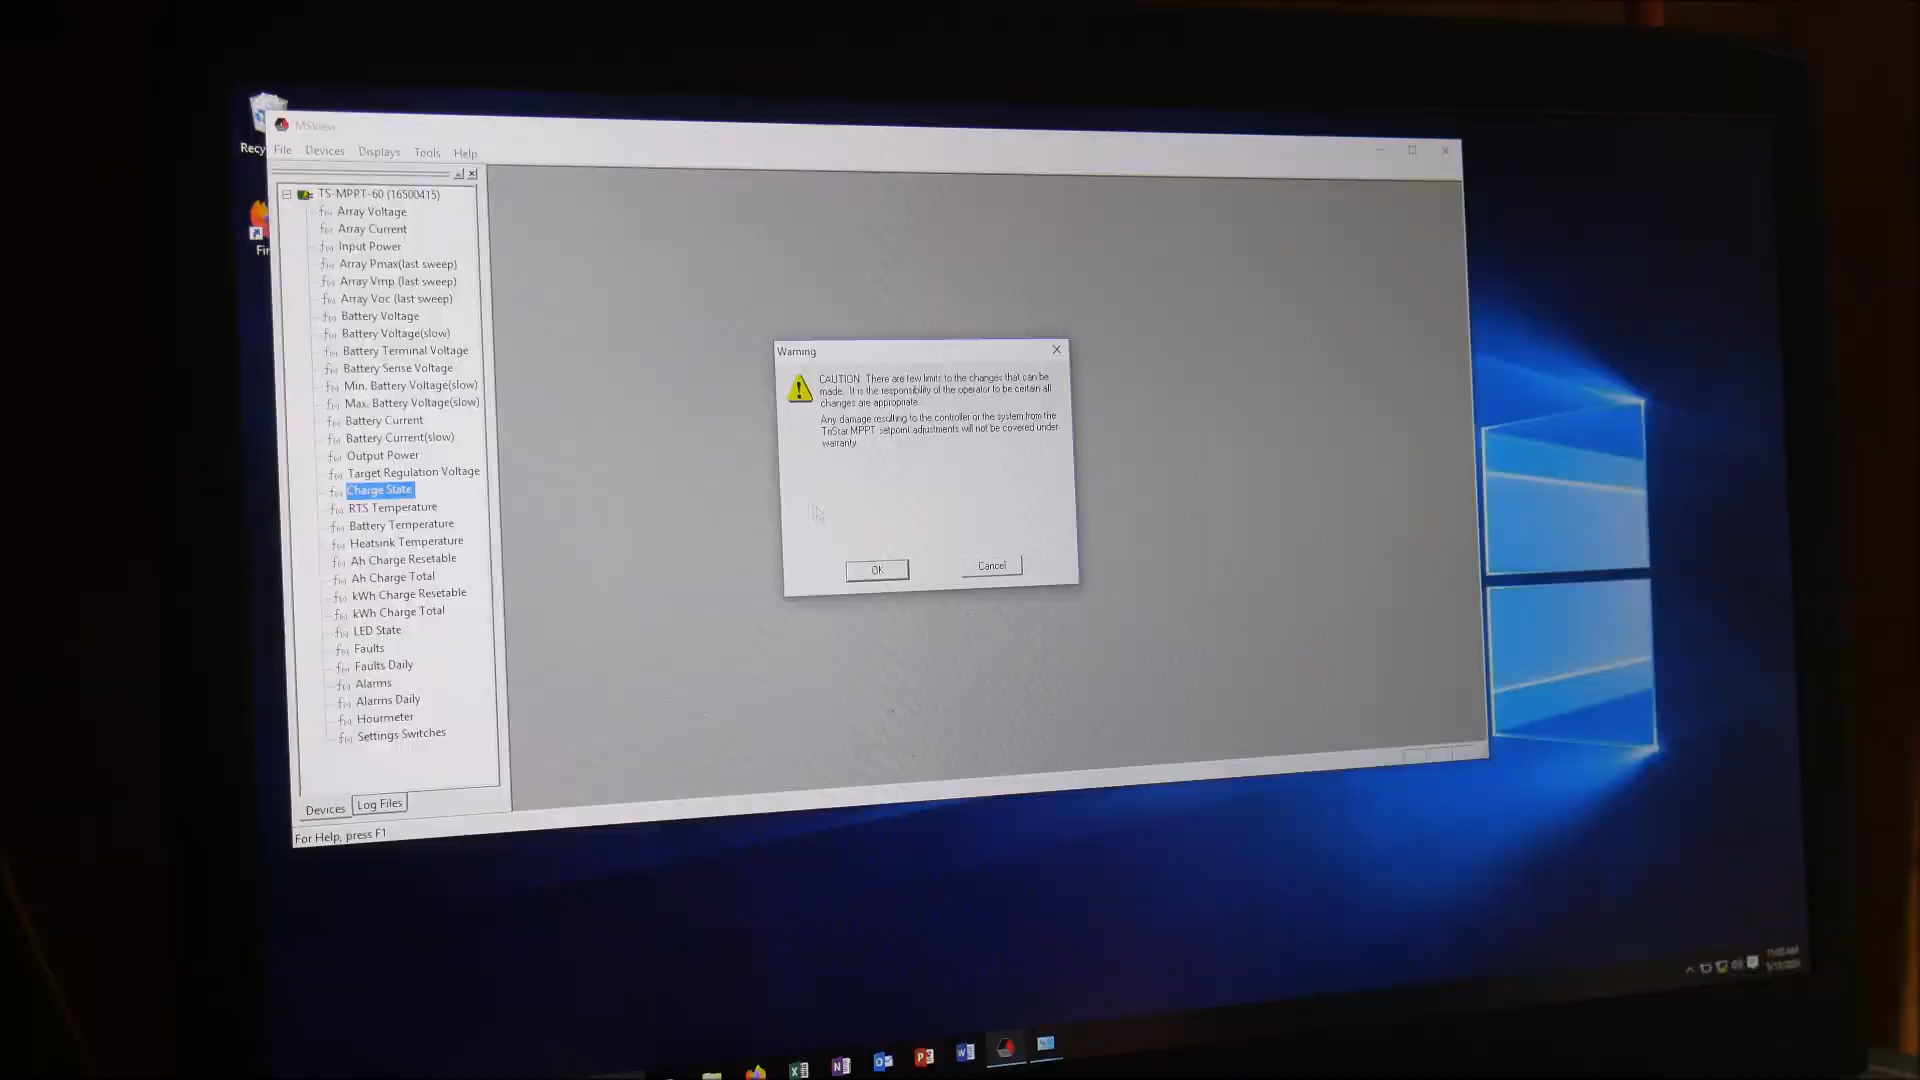 Recy
MSView
File Devices Displays Tools Help
Fir
TS-MPPT-60 (16500415)
Array Voltage
Array Current
Input Power
Array Pmax(last sweep)
Array Vmp (last sweep)
Array Voc (last sweep)
Battery Voltage
Battery Voltage(slow)
Battery Terminal Voltage
Battery Sense Voltage
Min. Battery Voltage(slow)
Max. Battery Voltage(slow)
Battery Current
Battery Current(slow)
Output Power
Target Regulation Voltage
Charge State
RTS Temperature
Battery Temperature
Heatsink Temperature
Ah Charge Resetable
Ah Charge Total
kWh Charge Resetable
kWh Charge Total
LED State
Faults
Faults Daily
Alarms
Alarms Daily
Hourmeter
Settings Switches
Devices Log Files
For Help, press F1
Warning
CAUTION There are few limits to the changes that can be
made. It is the responsibility of the operator to be certain all
changes are appropriate.
Any damage resulting to the controller or the system from the
TriStar MPPT setpoint adjustments will not be covered under
warranty.
OK Cancel